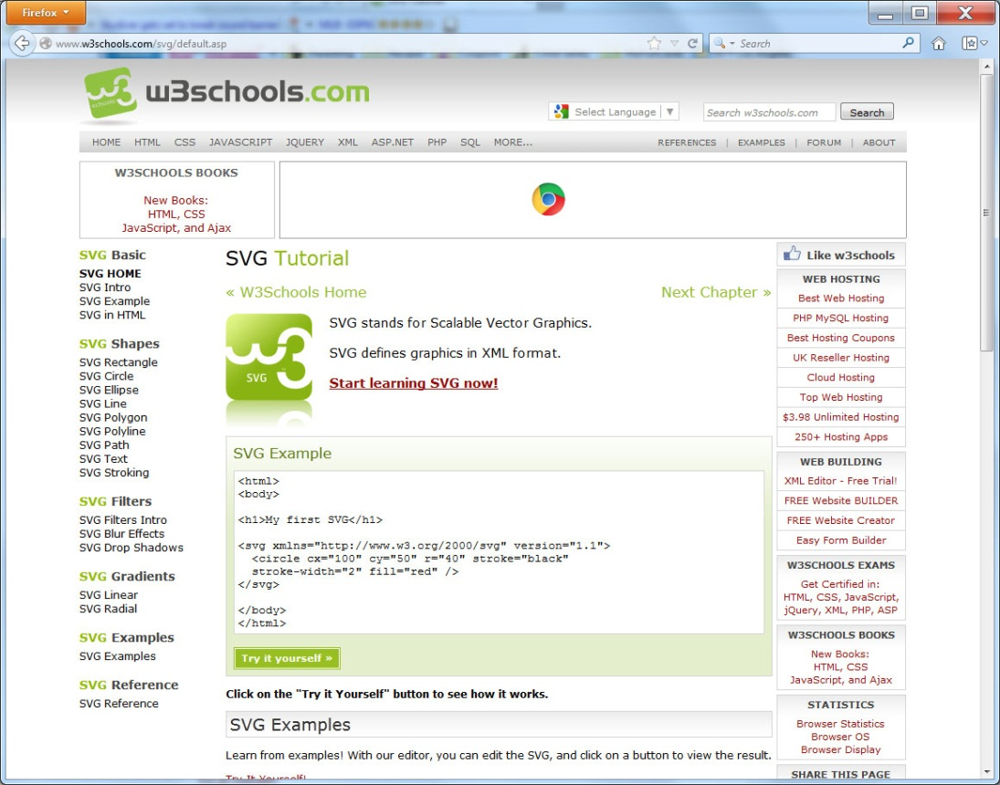 Firefox
www.w3schools.com/svg/default.asp
Search
w3schools.com
Select Language
Search w3schools.com
Search
HOME HTML CSS JAVASCRIPT JQUERY XML ASP.NET PHP SQL MORE...
REFERENCES | EXAMPLES | FORUM | ABOUT
W3SCHOOLS BOOKS
New Books:
HTML, CSS
JavaScript, and Ajax
SVG Basic
SVG HOME
SVG Intro
SVG Example
SVG in HTML
SVG Shapes
SVG Rectangle
SVG Circle
SVG Ellipse
SVG Line
SVG Polygon
SVG Polyline
SVG Path
SVG Text
SVG Stroking
SVG Filters
SVG Filters Intro
SVG Blur Effects
SVG Drop Shadows
SVG Gradients
SVG Linear
SVG Radial
SVG Examples
SVG Examples
SVG Reference
SVG Reference
SVG Tutorial
« W3Schools Home
Next Chapter »
w3
SVG
SVG stands for Scalable Vector Graphics.
SVG defines graphics in XML format.
Start learning SVG now!
SVG Example
<html>
<body>
<h1>My first SVG</h1>
<svg xmlns="http://www.w3.org/2000/svg" version="1.1">
<circle cx="100" cy="50" r="40" stroke="black"
stroke-width="2" fill="red" />
</svg>
</body>
</html>
Try it yourself »
Click on the "Try it Yourself" button to see how it works.
SVG Examples
Learn from examples! With our editor, you can edit the SVG, and click on a button to view the result.
Try It Yourself!
Like w3schools
WEB HOSTING
Best Web Hosting
PHP MySQL Hosting
Best Hosting Coupons
UK Reseller Hosting
Cloud Hosting
Top Web Hosting
$3.98 Unlimited Hosting
250+ Hosting Apps
WEB BUILDING
XML Editor - Free Trial!
FREE Website BUILDER
FREE Website Creator
Easy Form Builder
W3SCHOOLS EXAMS
Get Certified in:
HTML, CSS, JavaScript,
jQuery, XML, PHP, ASP
W3SCHOOLS BOOKS
New Books:
HTML, CSS
JavaScript, and Ajax
STATISTICS
Browser Statistics
Browser OS
Browser Display
SHARE THIS PAGE